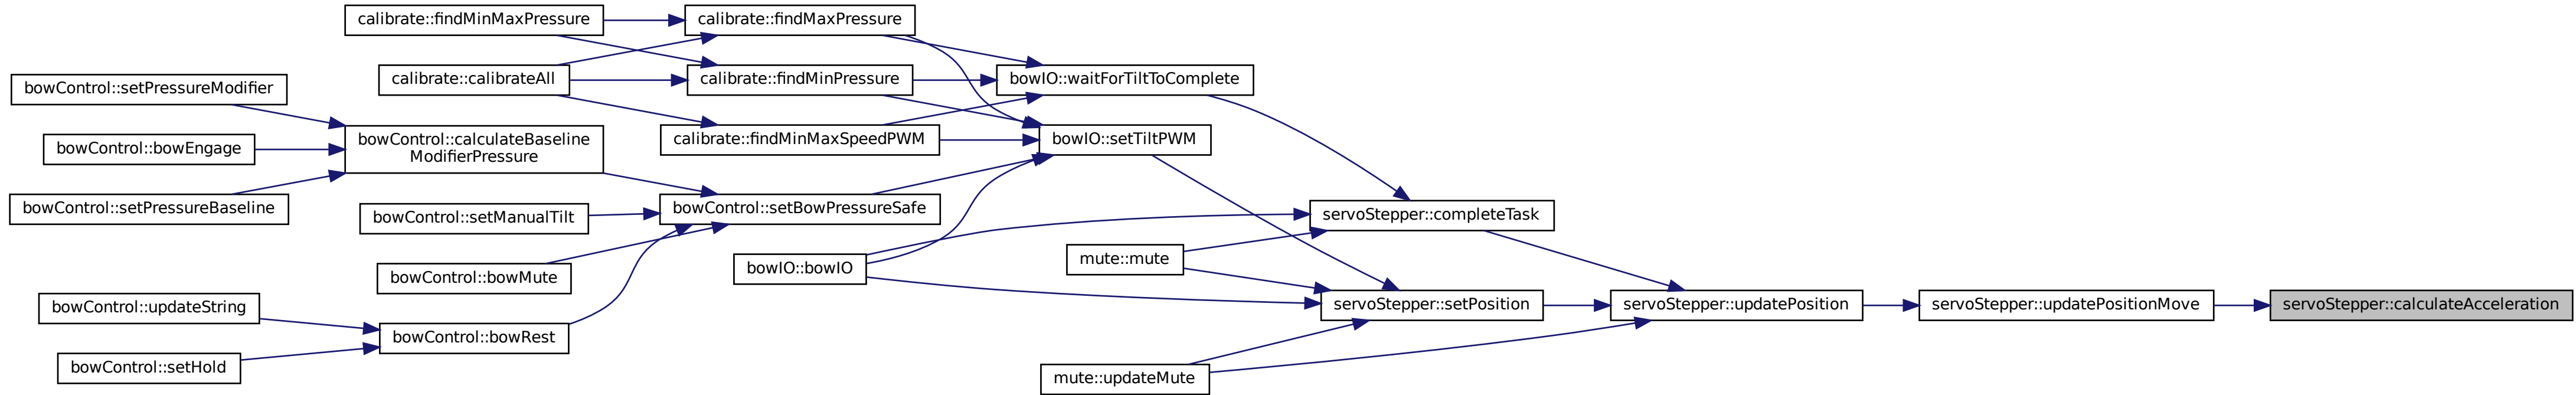 calibrate::findMinMaxPressure
calibrate::findMaxPressure
calibrate::calibrateAll
calibrate::findMinPressure
bowIO::waitForTiltToComplete
bowControl::setPressureModifier
bowControl::bowEngage
bowControl::calculateBaseline
ModifierPressure
calibrate::findMinMaxSpeedPWM
bowIO::setTiltPWM
bowControl::setPressureBaseline
bowControl::setManualTilt
bowControl::setBowPressureSafe
servoStepper::completeTask
bowControl::bowMute
bowIO::bowIO
mute::mute
bowControl::updateString
servoStepper::setPosition
servoStepper::updatePosition
servoStepper::updatePositionMove
servoStepper::calculateAcceleration
bowControl::bowRest
bowControl::setHold
mute::updateMute